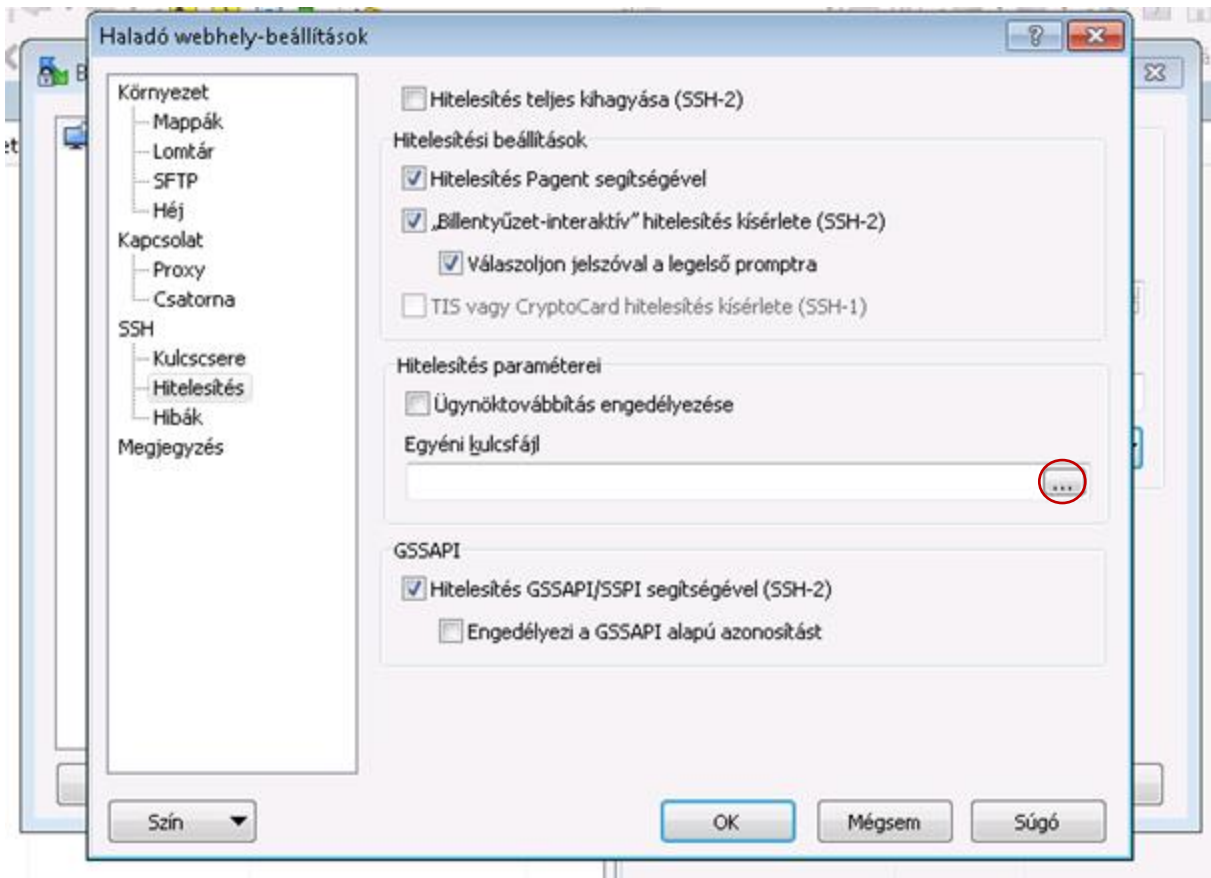 Haladó webhely-beállítások
Környezet
Mappák
Lomtár
SFTP
Héj
Kapcsolat
Proxy
Csatorna
SSH
Kulcscsere
Hitelesítés
Hibák
Megjegyzés
Hitelesítés teljes kihagyása (SSH-2)
Hitelesítési beállítások
Hitelesítés Pagent segítségével
„Billentyűzet-interaktív” hitelesítés kísérlete (SSH-2)
Válaszoljon jelszóval a legelső promptra
TIS vagy CryptoCard hitelesítés kísérlete (SSH-1)
Hitelesítés paraméterei
Ügynöktovábbítás engedélyezése
Egyéni kulcsfájl
...
GSSAPI
Hitelesítés GSSAPI/SSPI segítségével (SSH-2)
Engedélyezi a GSSAPI alapú azonosítást
Szín
OK
Mégsem
Súgó